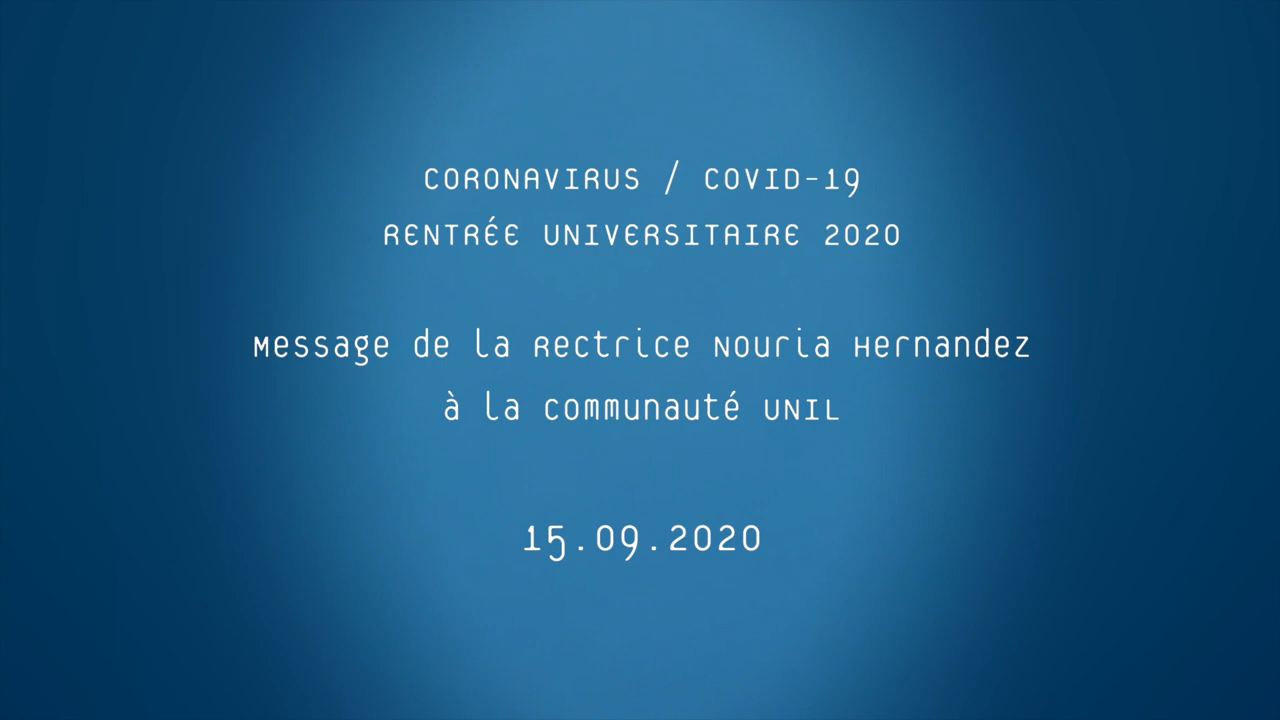 CORONAVIRUS / COVID-19
RENTRÉE UNIVERSITAIRE 2020
Message de la Rectrice Nouria Hernandez
à la communauté UNIL
15.09.2020